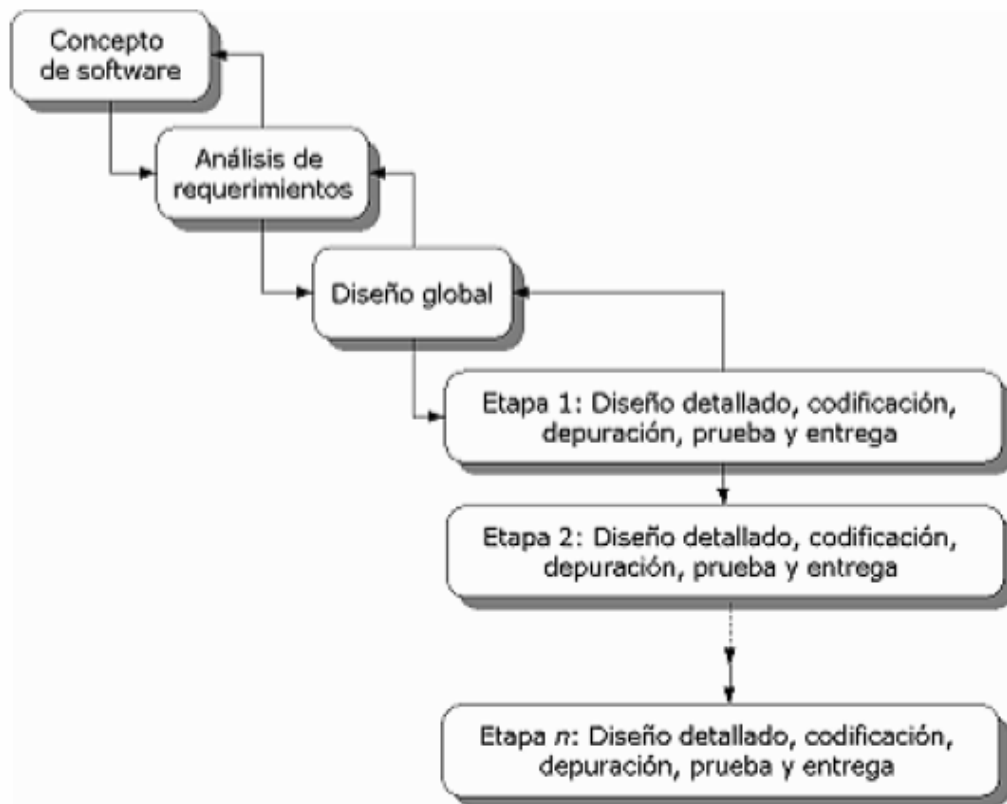 Concepto
de software
Análisis de
requerimientos
Diseño global
Etapa 1: Diseño detallado, codificación,
depuración, prueba y entrega
Etapa 2: Diseño detallado, codificación,
depuración, prueba y entrega
Etapa n: Diseño detallado, codificación,
depuración, prueba y entrega